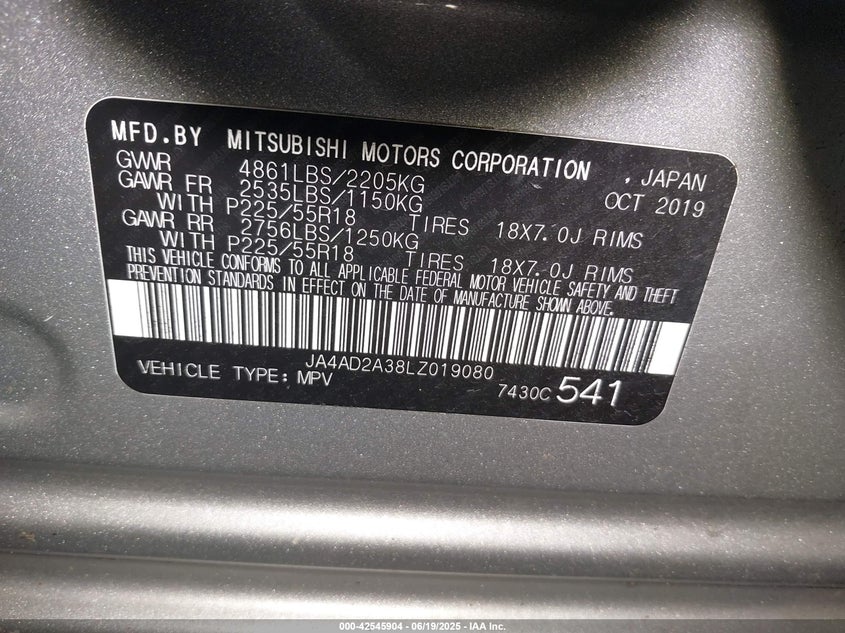 MFD.BY MITSUBISHI MOTORS CORPORATION . JAPAN
GVWR 4861LBS/2205KG OCT 2019
GAWR FR 2535LBS/1150KG
WITH P225/55R18 TIRES 18X7.0J RIMS
GAWR RR 2756LBS/1250KG
WITH P225/55R18 TIRES 18X7.0J RIMS
THIS VEHICLE CONFORMS TO ALL APPLICABLE FEDERAL MOTOR VEHICLE SAFETY AND THEFT
PREVENTION STANDARDS IN EFFECT ON THE DATE OF MANUFACTURE SHOWN ABOVE.
JA4AD2A38LZ019080
VEHICLE TYPE: MPV 7430C 541
000-42545904 - 06/19/2025 - IAA Inc.